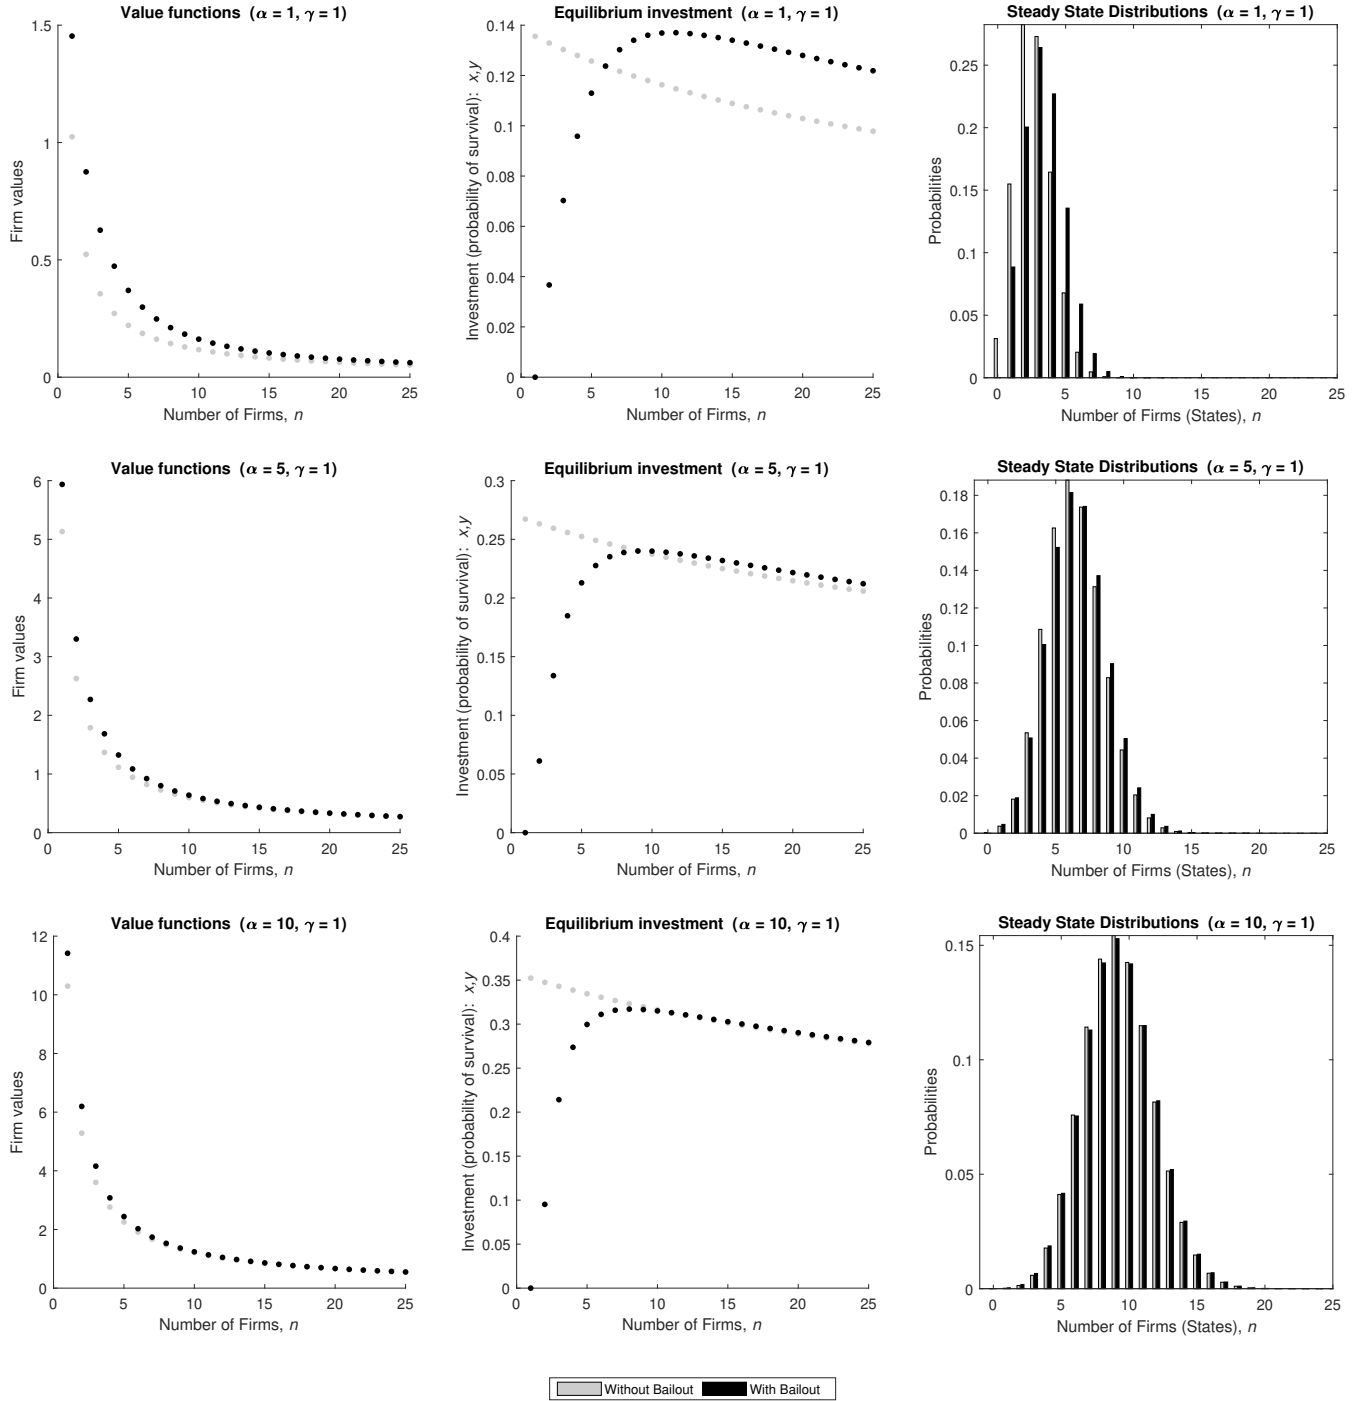 Value functions (α = 1, γ = 1)
Firm values
1.5
1
0.5
0
0 5 10 15 20 25
Number of Firms, n
Equilibrium investment (α = 1, γ = 1)
Investment (probability of survival): x,y
0.14
0.12
0.1
0.08
0.06
0.04
0.02
0
0 5 10 15 20 25
Number of Firms, n
Steady State Distributions (α = 1, γ = 1)
Probabilities
0.25
0.2
0.15
0.1
0.05
0
0 5 10 15 20 25
Number of Firms (States), n
Value functions (α = 5, γ = 1)
Firm values
6
5
4
3
2
1
0
0 5 10 15 20 25
Number of Firms, n
Equilibrium investment (α = 5, γ = 1)
Investment (probability of survival): x,y
0.3
0.25
0.2
0.15
0.1
0.05
0
0 5 10 15 20 25
Number of Firms, n
Steady State Distributions (α = 5, γ = 1)
Probabilities
0.18
0.16
0.14
0.12
0.1
0.08
0.06
0.04
0.02
0
0 5 10 15 20 25
Number of Firms (States), n
Value functions (α = 10, γ = 1)
Firm values
12
10
8
6
4
2
0
0 5 10 15 20 25
Number of Firms, n
Equilibrium investment (α = 10, γ = 1)
Investment (probability of survival): x,y
0.4
0.35
0.3
0.25
0.2
0.15
0.1
0.05
0
0 5 10 15 20 25
Number of Firms, n
Steady State Distributions (α = 10, γ = 1)
Probabilities
0.15
0.1
0.05
0
0 5 10 15 20 25
Number of Firms (States), n
Without Bailout With Bailout